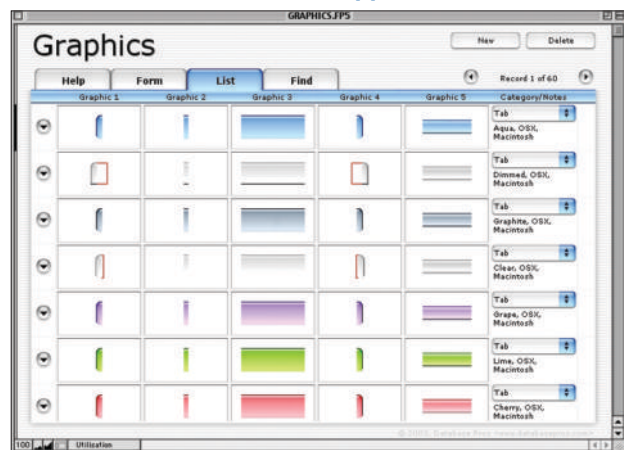 GRAPHICS.FP5
Graphics
New Delete
Help Form List Find
Record 1 of 60
Graphic 1 Graphic 2 Graphic 3 Graphic 4 Graphic 5 Category/Notes
Tab
Aqua, OSX,
Macintosh
Tab
Dimmed, OSX,
Macintosh
Tab
Graphite, OSX,
Macintosh
Tab
Clear, OSX,
Macintosh
Tab
Grape, OSX,
Macintosh
Tab
Lime, OSX,
Macintosh
Tab
Cherry, OSX,
Macintosh
100 Utilisation